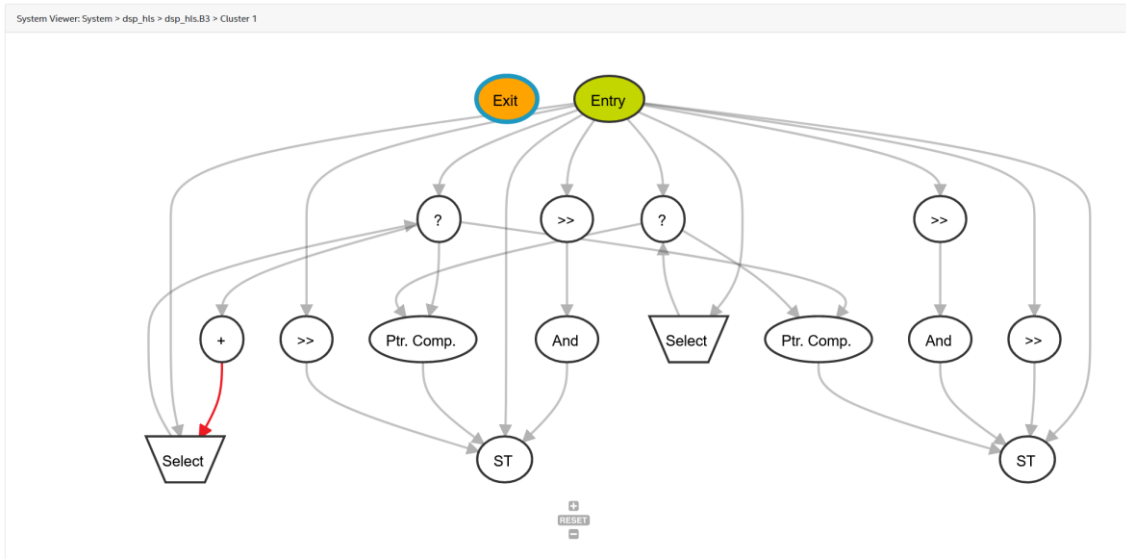 System Viewer: System > dsp_hls > dsp_hls.B3 > Cluster 1
Exit
Entry
?
>>
?
>>
+
>>
Ptr. Comp.
And
Select
Ptr. Comp.
And
>>
Select
ST
ST
+
RESET
−